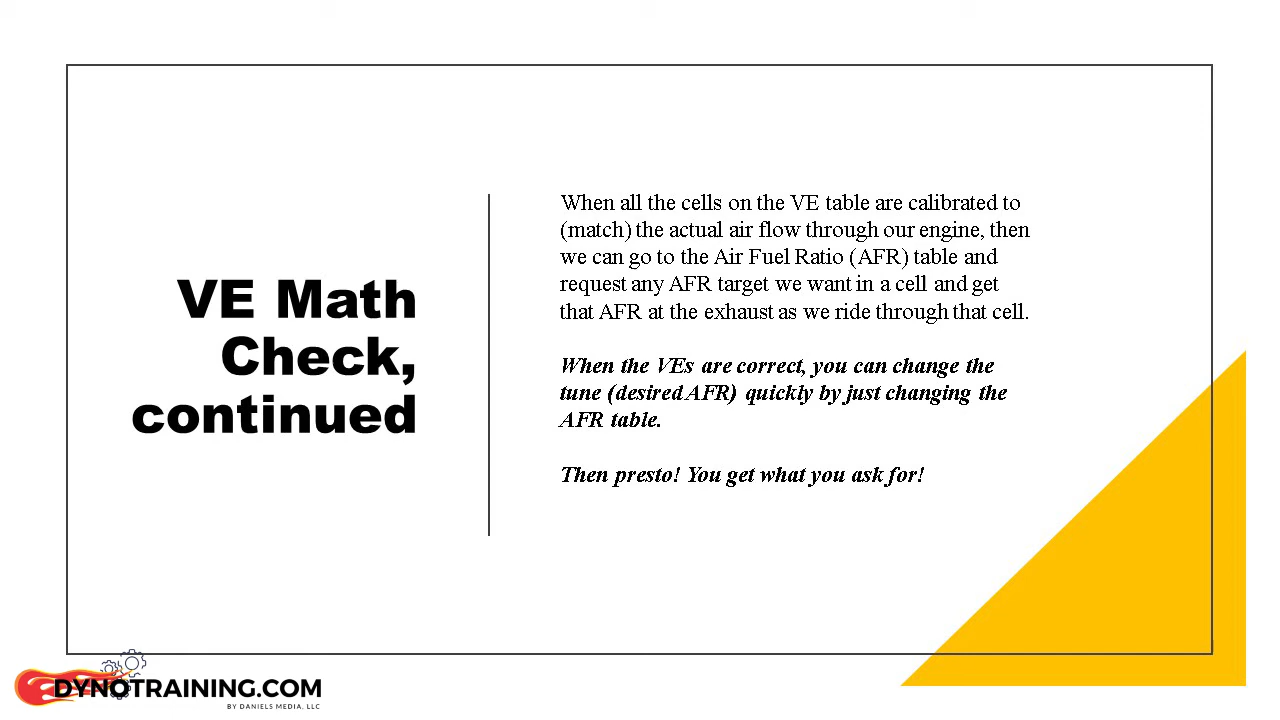 VE Math
Check,
continued
When all the cells on the VE table are calibrated to
(match) the actual air flow through our engine, then
we can go to the Air Fuel Ratio (AFR) table and
request any AFR target we want in a cell and get
that AFR at the exhaust as we ride through that cell.
When the VEs are correct, you can change the
tune (desired AFR) quickly by just changing the
AFR table.
Then presto! You get what you ask for!
DYNOTRAINING.COM
BY DANIELS MEDIA, LLC